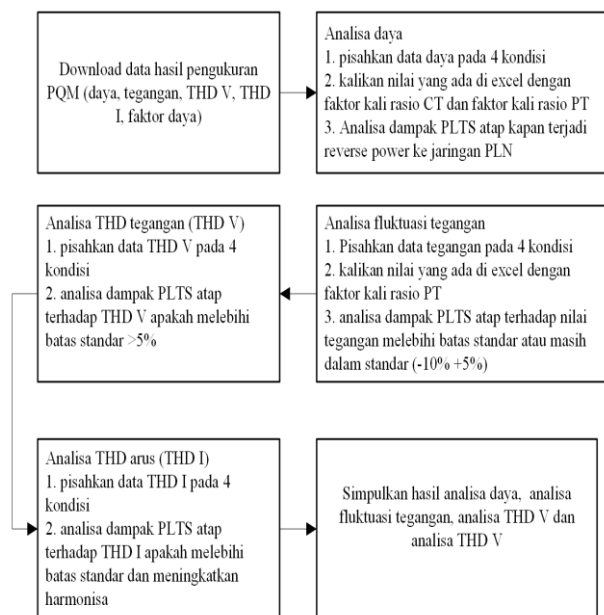 Download data hasil pengukuran
PQM (daya, tegangan, THD V, THD
I, faktor daya)
Analisa daya
1. pisahkan data daya pada 4 kondisi
2. kalikan nilai yang ada di excel dengan
faktor kali rasio CT dan faktor kali rasio PT
3. Analisa dampak PLTS atap kapan terjadi
reverse power ke jaringan PLN
Analisa fluktuasi tegangan
1. Pisahkan data tegangan pada 4 kondisi
2. kalikan nilai yang ada di excel dengan
faktor kali rasio PT
3. analisa dampak PLTS atap terhadap nilai
tegangan melebihi batas standar atau masih
dalam standar (-10% +5%)
Analisa THD tegangan (THD V)
1. pisahkan data THD V pada 4
kondisi
2. analisa dampak PLTS atap
terhadap THD V apakah melebihi
batas standar >5%
Analisa THD arus (THD I)
1. pisahkan data THD I pada 4
kondisi
2. analisa dampak PLTS atap
terhadap THD I apakah melebihi
batas standar dan meningkatkan
harmonisa
Simpulkan hasil analisa daya, analisa
fluktuasi tegangan, analisa THD V dan
analisa THD V